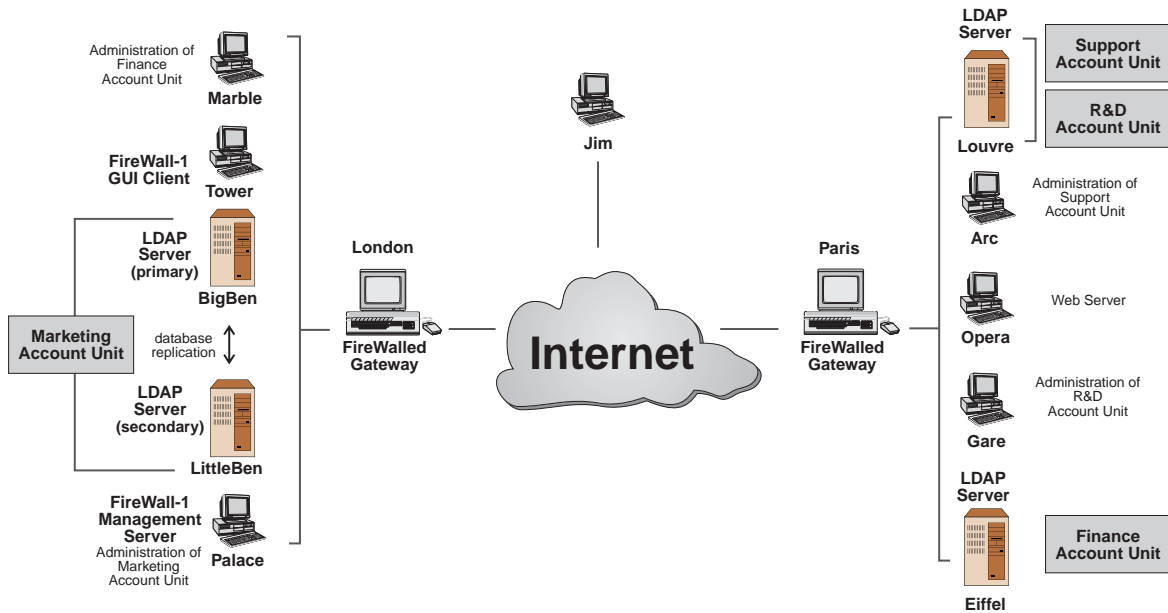 Administration of
Finance
Account Unit
Marble
FireWall-1
GUI Client
Tower
LDAP
Server
(primary)
BigBen
Marketing
Account Unit
database
replication
LDAP
Server
(secondary)
LittleBen
FireWall-1
Management
Server
Administration of
Marketing
Account Unit
Palace
London
FireWalled
Gateway
Jim
Internet
Paris
FireWalled
Gateway
LDAP
Server
Louvre
Support
Account Unit
R&D
Account Unit
Administration of
Support
Account Unit
Arc
Web Server
Opera
Administration of
R&D
Account Unit
Gare
LDAP
Server
Eiffel
Finance
Account Unit